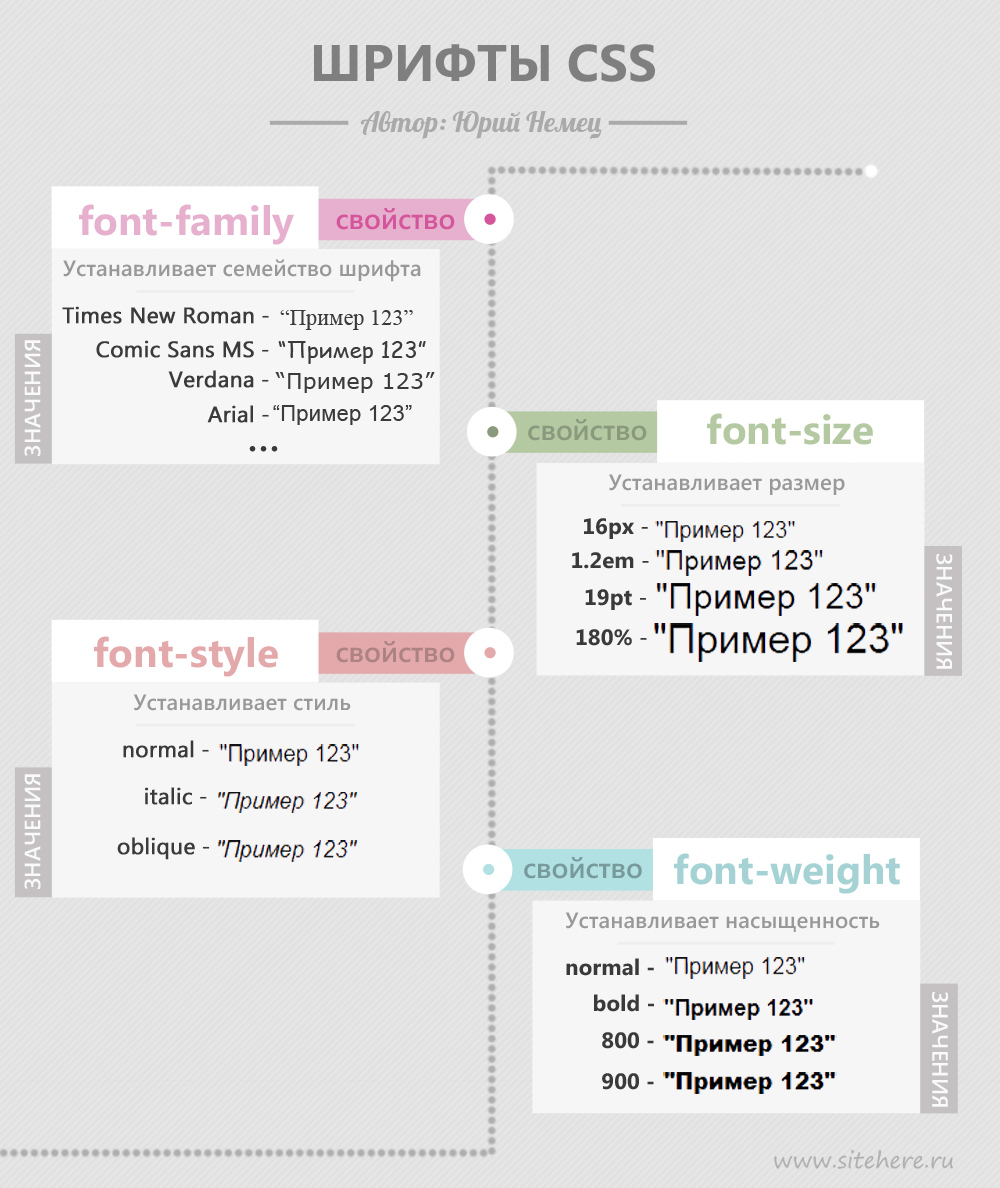 ШРИФТЫ CSS
Автор: Юрий Немец
font-family
СВОЙСТВО
Устанавливает семейство шрифта
ЗНАЧЕНИЯ
Times New Roman - “Пример 123”
Comic Sans MS - “Пример 123”
Verdana - “Пример 123”
Arial - “Пример 123”
...
СВОЙСТВО
font-size
Устанавливает размер
16px - "Пример 123"
1.2em - "Пример 123"
19pt - "Пример 123"
180% - "Пример 123"
ЗНАЧЕНИЯ
font-style
СВОЙСТВО
Устанавливает стиль
ЗНАЧЕНИЯ
normal - "Пример 123"
italic - "Пример 123"
oblique - "Пример 123"
СВОЙСТВО
font-weight
Устанавливает насыщенность
normal - "Пример 123"
bold - "Пример 123"
800 - "Пример 123"
900 - "Пример 123"
ЗНАЧЕНИЯ
www.sitehere.ru